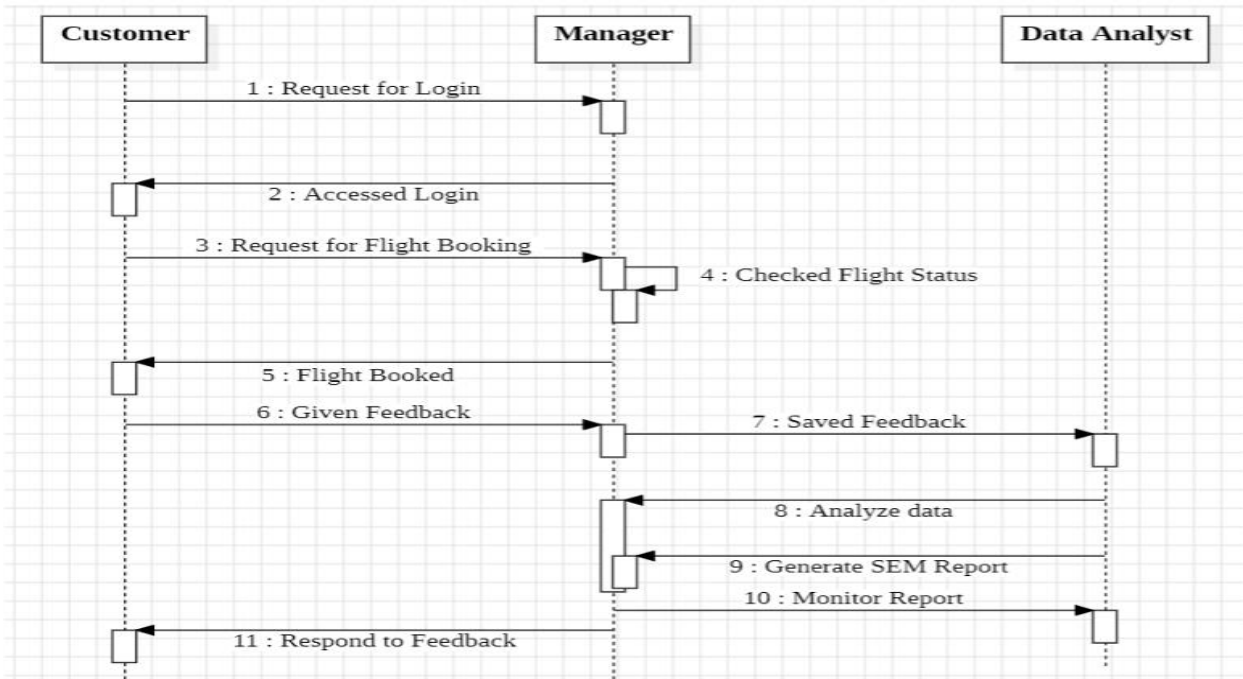 Customer
Manager
Data Analyst
1 : Request for Login
2 : Accessed Login
3 : Request for Flight Booking
4 : Checked Flight Status
5 : Flight Booked
6 : Given Feedback
7 : Saved Feedback
8 : Analyze data
9 : Generate SEM Report
10 : Monitor Report
11 : Respond to Feedback